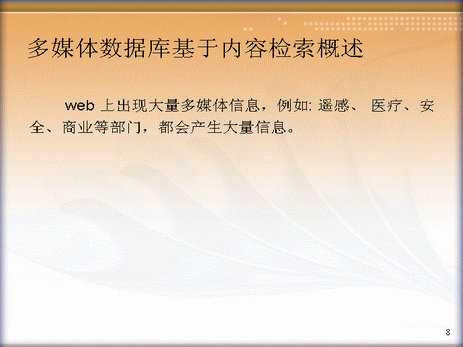 多媒体数据库基于内容检索概述
web 上出现大量多媒体信息，例如: 遥感、 医疗、安
全、商业等部门，都会产生大量信息。
8